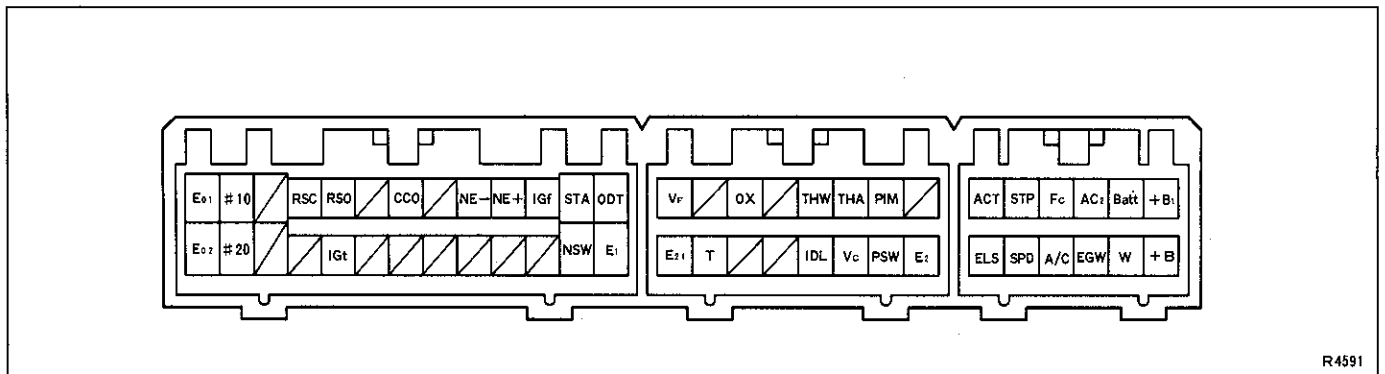 E01 #10 RSC RSO CCO NE− NE+ IGf STA ODT VF OX THW THA PIM ACT STP Fc AC2 Batt +B1
E02 #20 IGt NSW E1 E21 T IDL Vc PSW E2 ELS SPD A/C EGW W +B
R4591